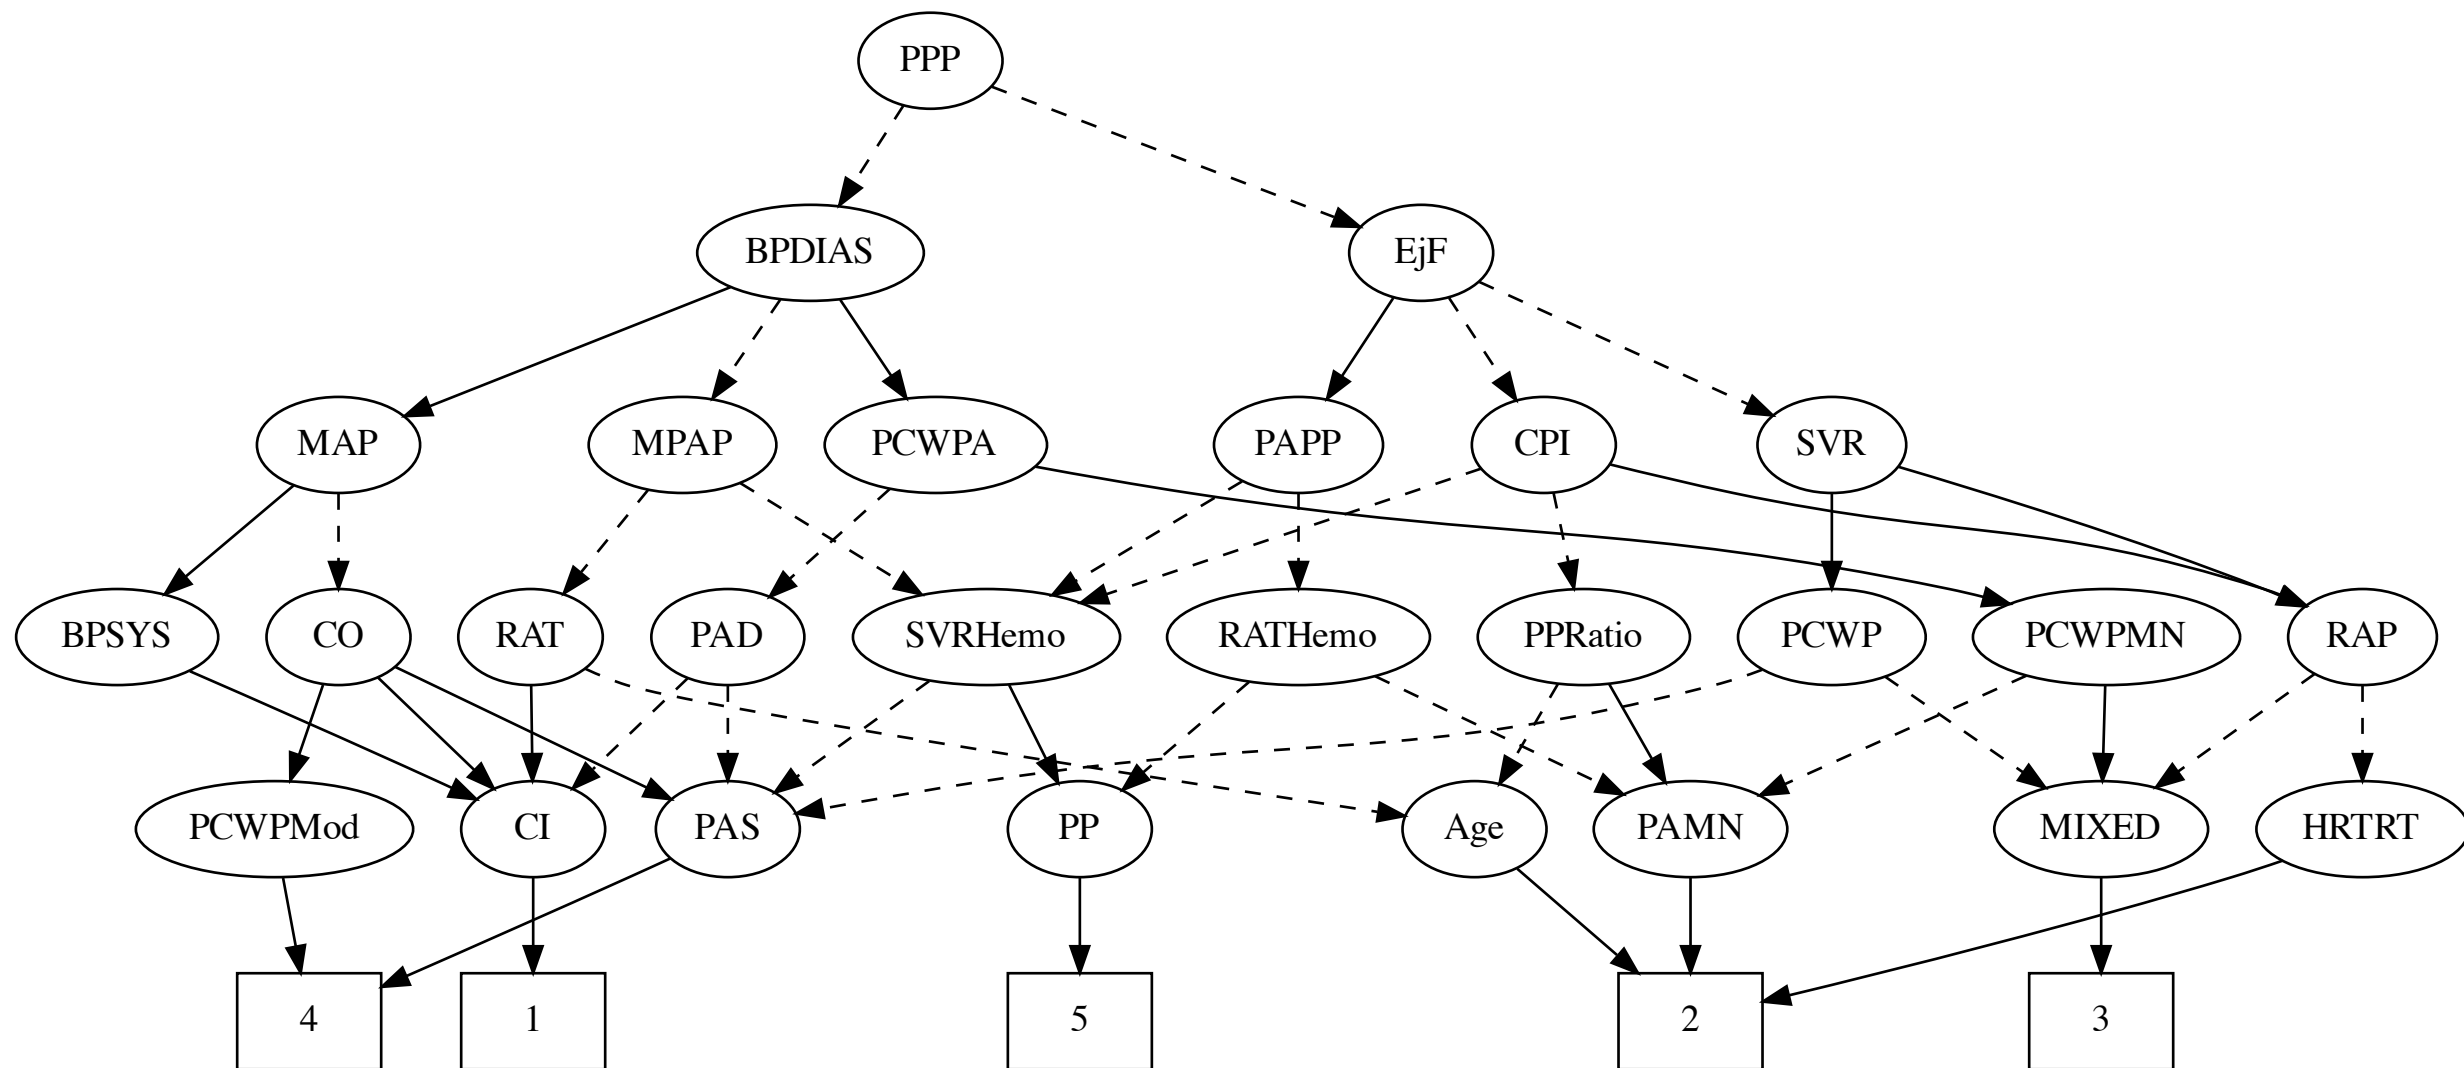 PPP
BPDIAS
EjF
MAP
MPAP
PCWPA
PAPP
CPI
SVR
BPSYS
CO
RAT
PAD
SVRHemo
RATHemo
PPRatio
PCWP
PCWPMN
RAP
PCWPMod
CI
PAS
PP
Age
PAMN
MIXED
HRTRT
4
1
5
2
3